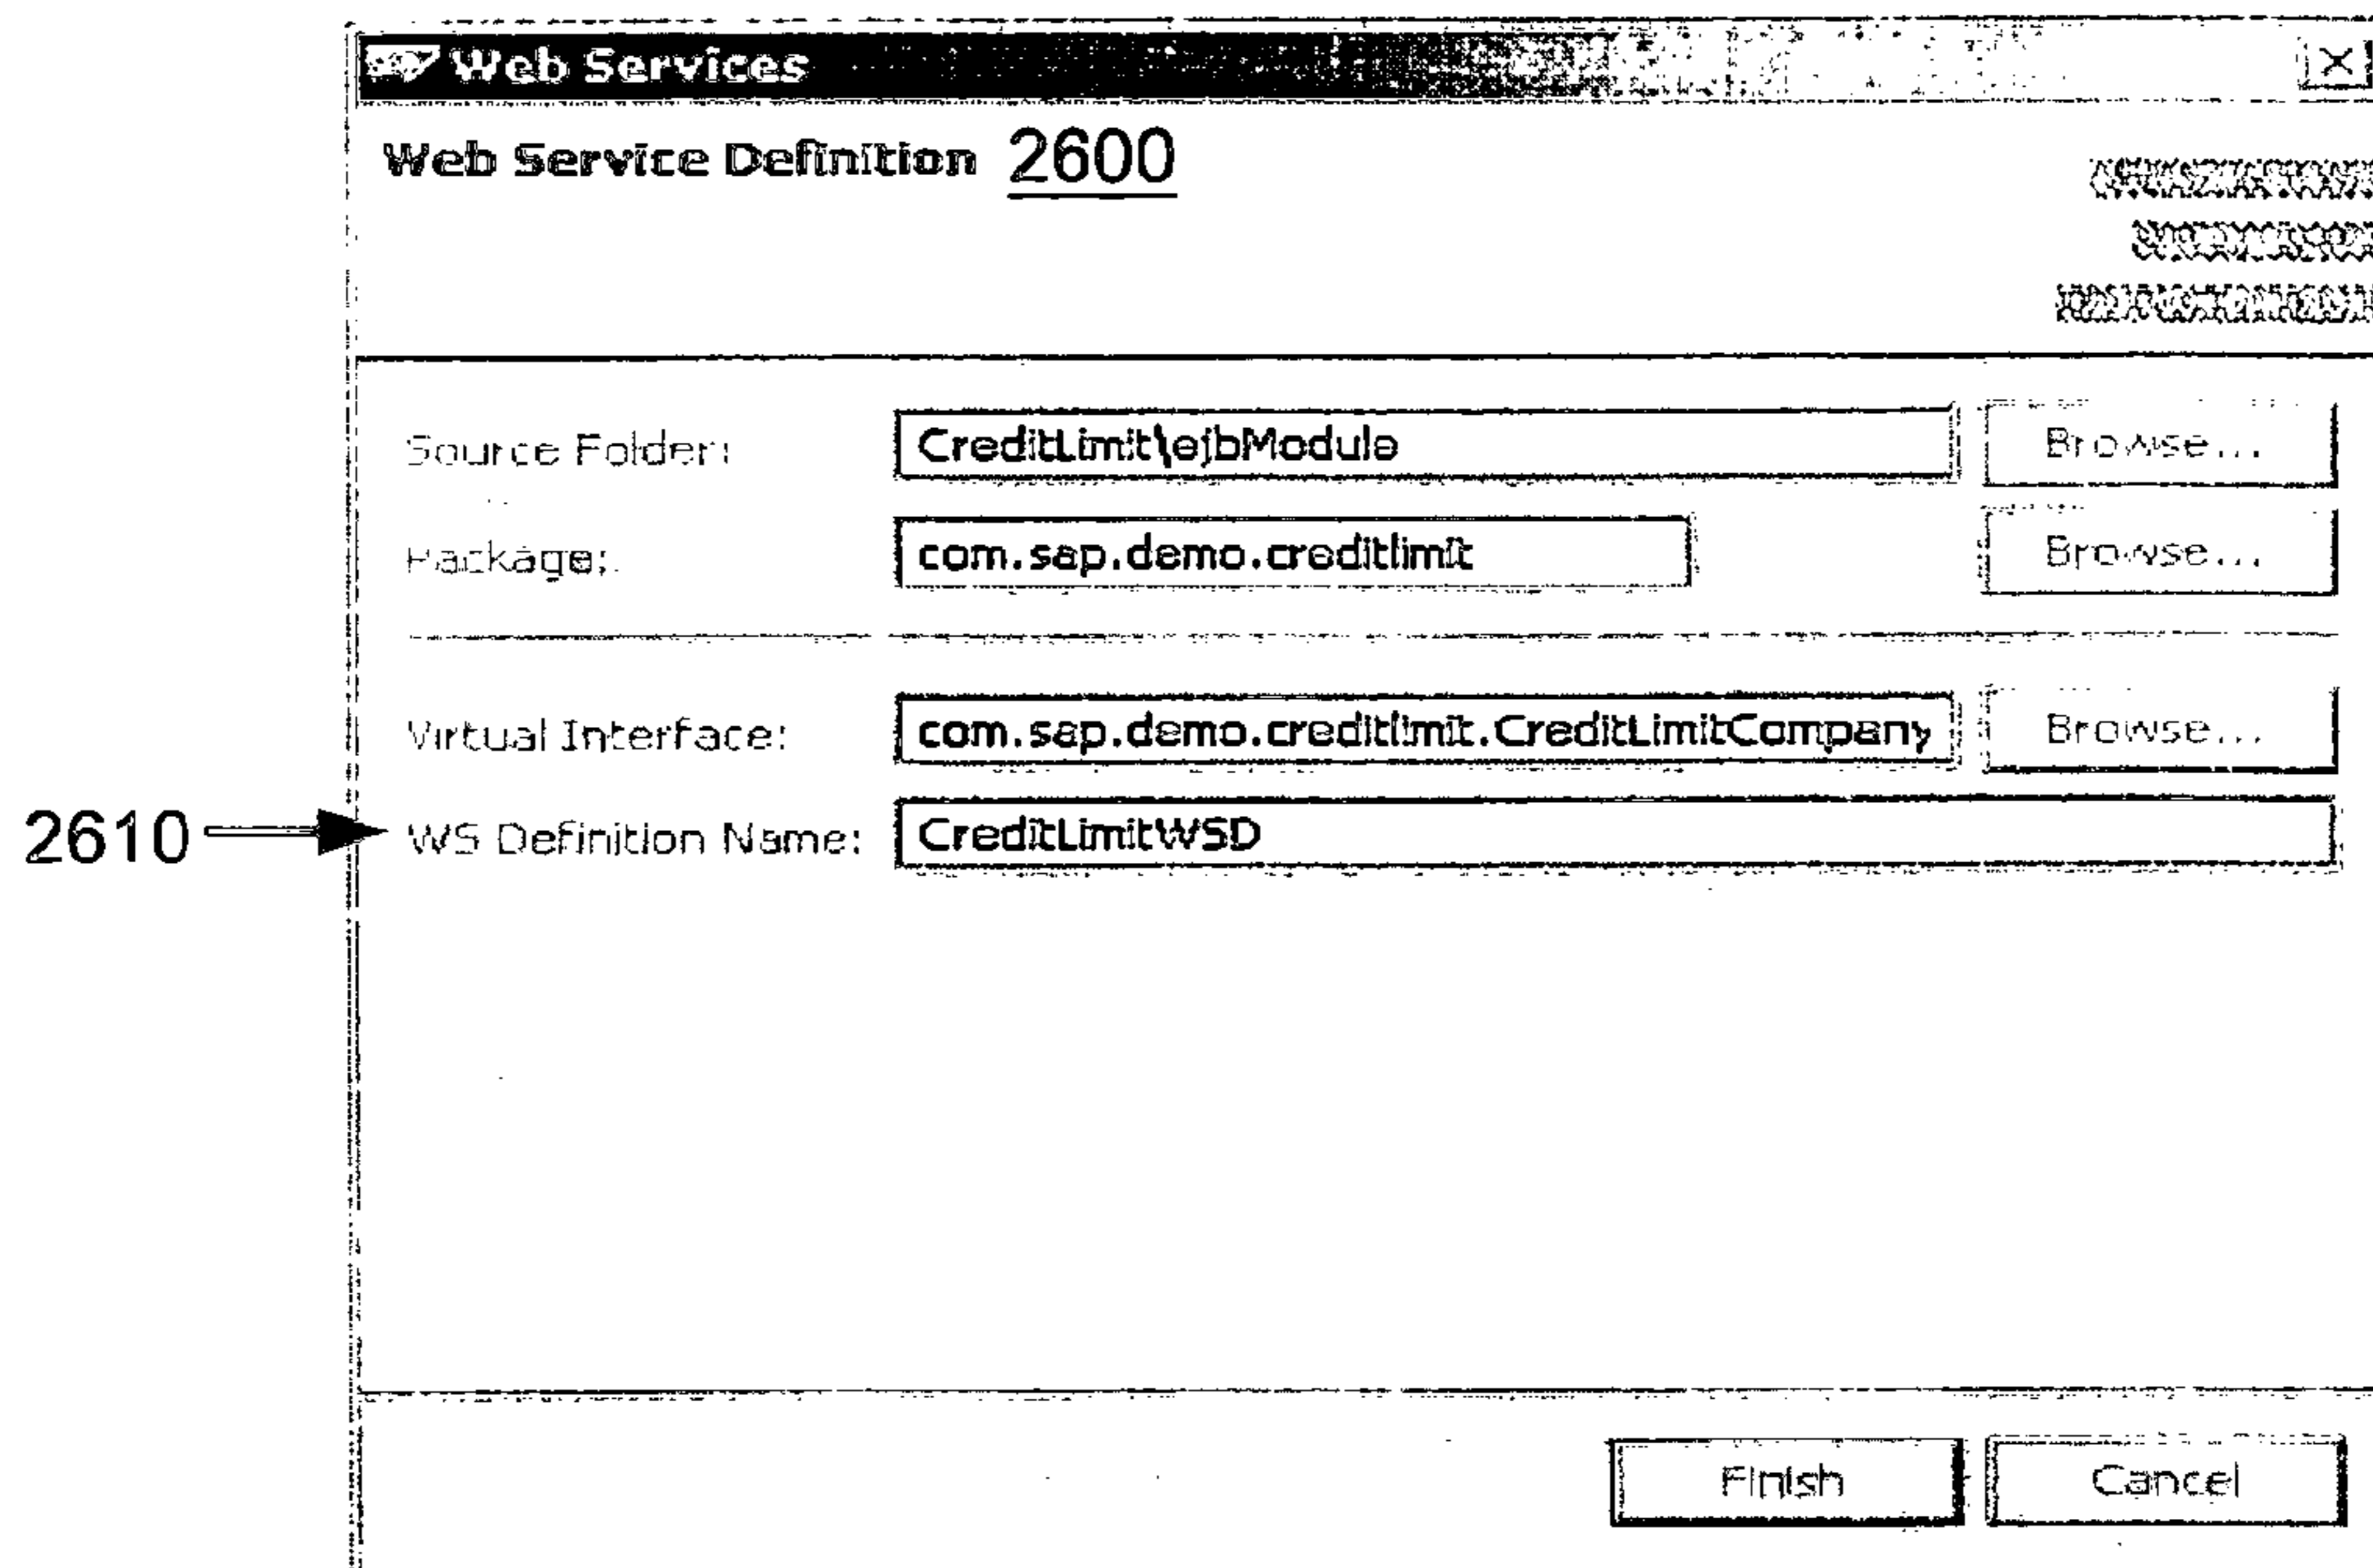 SAP Web Services
Web Service Definition 2600
Source Folder: CreditLimit\ejbModule Browse...
Package: com.sap.demo.creditlimit Browse...
Virtual Interface: com.sap.demo.creditlimit.CreditLimitCompany Browse...
2610 WS Definition Name: CreditLimitWSD
Finish Cancel